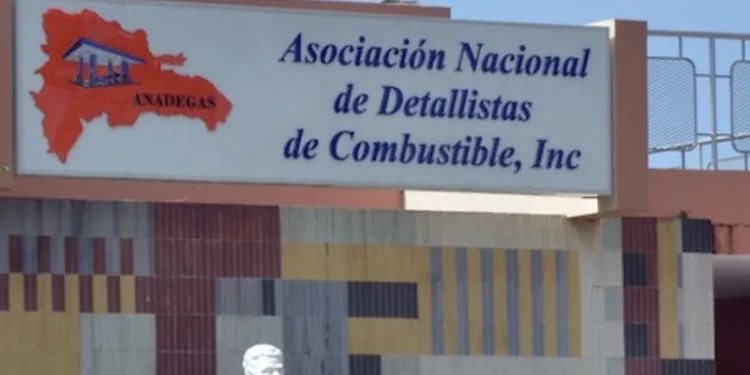 ANADEGAS
Asociación Nacional
de Detallistas
de Combustible, Inc